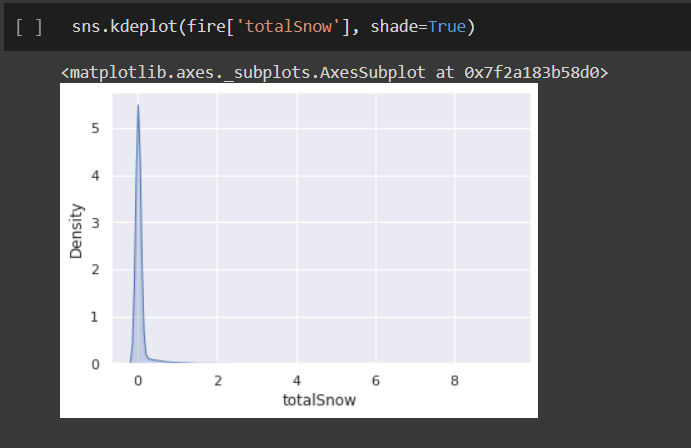 [ ] sns.kdeplot(fire['totalSnow'], shade=True)
<matplotlib.axes._subplots.AxesSubplot at 0x7f2a183b58d0>
5
4
3
2
1
0
Density
0 2 4 6 8
totalSnow